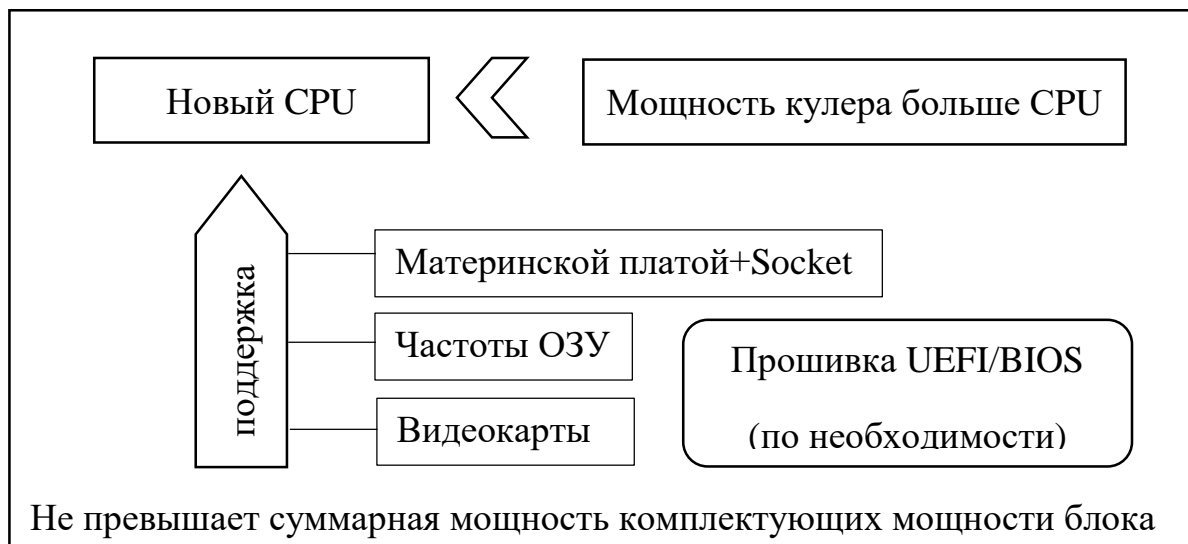 Новый CPU
Мощность кулера больше CPU
поддержка
Материнской платой+Socket
Частоты ОЗУ
Видеокарты
Прошивка UEFI/BIOS
(по необходимости)
Не превышает суммарная мощность комплектующих мощности блока